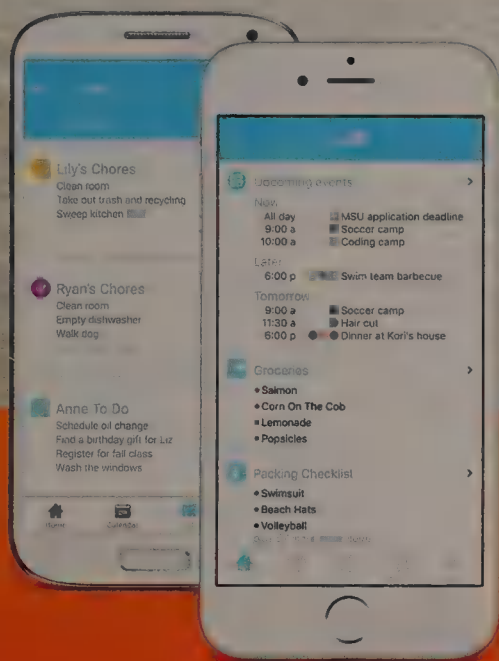 Lily's Chores
Clean room
Take out trash and recycling
Sweep kitchen
Ryan's Chores
Clean room
Empty dishwasher
Walk dog
Anne To Do
Schedule oil change
Find a birthday gift for Liz
Register for fall class
Wash the windows
Home
Calendar
Upcoming events
Now
All day MSU application deadline
9:00 a Soccer camp
10:00 a Coding camp
Later
6:00 p Swim team barbecue
Tomorrow
9:00 a Soccer camp
11:30 a Hair cut
6:00 p Dinner at Kori's house
Groceries
Salmon
Corn On The Cob
Lemonade
Popsicles
Packing Checklist
Swimsuit
Beach Hats
Volleyball